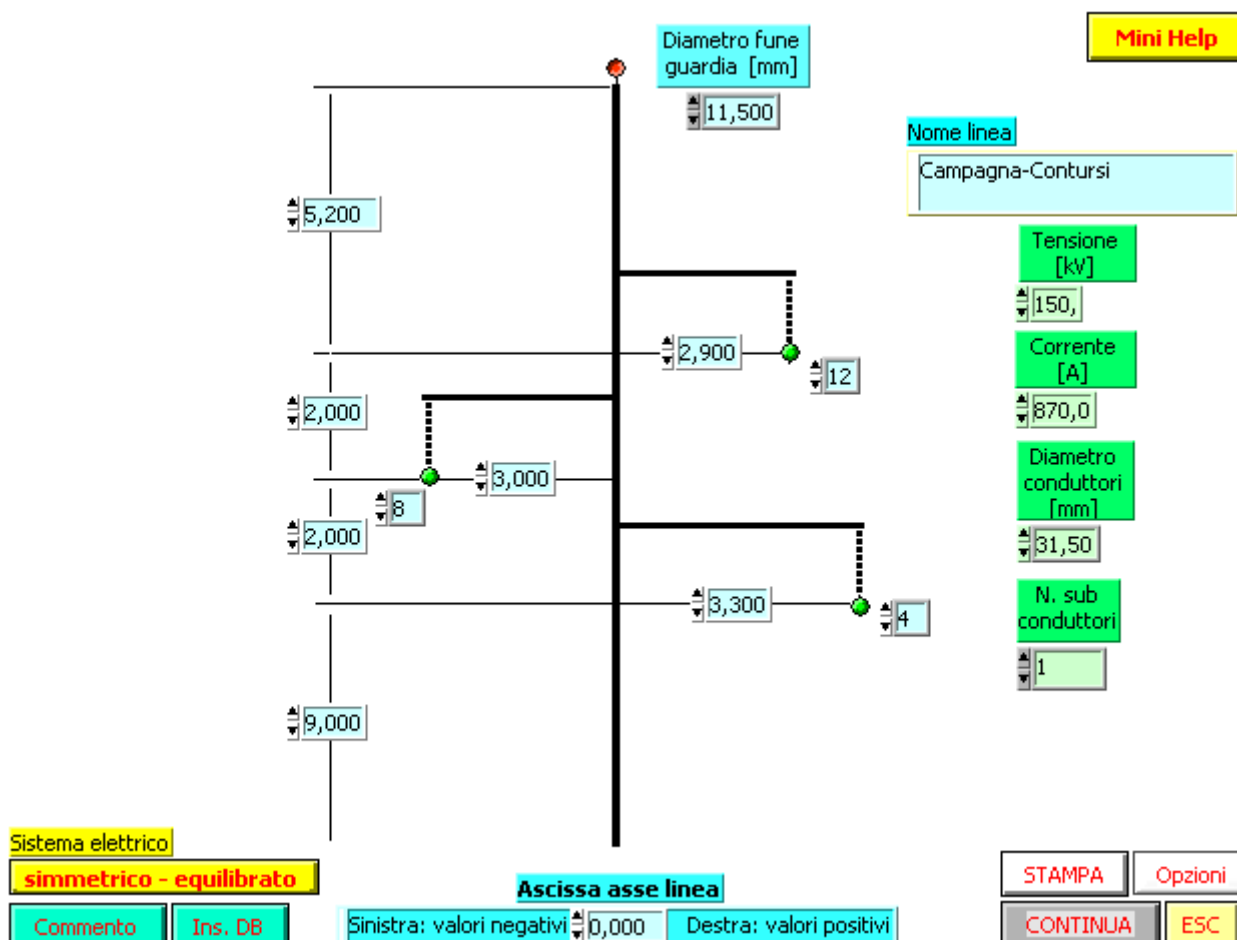 Diametro fune
guardia [mm]
11,500
Mini Help
Nome linea
Campagna-Contursi
5,200
Tensione
[kV]
150,
2,900
12
Corrente
[A]
870,0
2,000
3,000
8
Diametro
conduttori
[mm]
31,50
2,000
3,300
4
N. sub
conduttori
1
9,000
Sistema elettrico
simmetrico - equilibrato
Commento
Ins. DB
Ascissa asse linea
Sinistra: valori negativi
0,000
Destra: valori positivi
STAMPA
Opzioni
CONTINUA
ESC